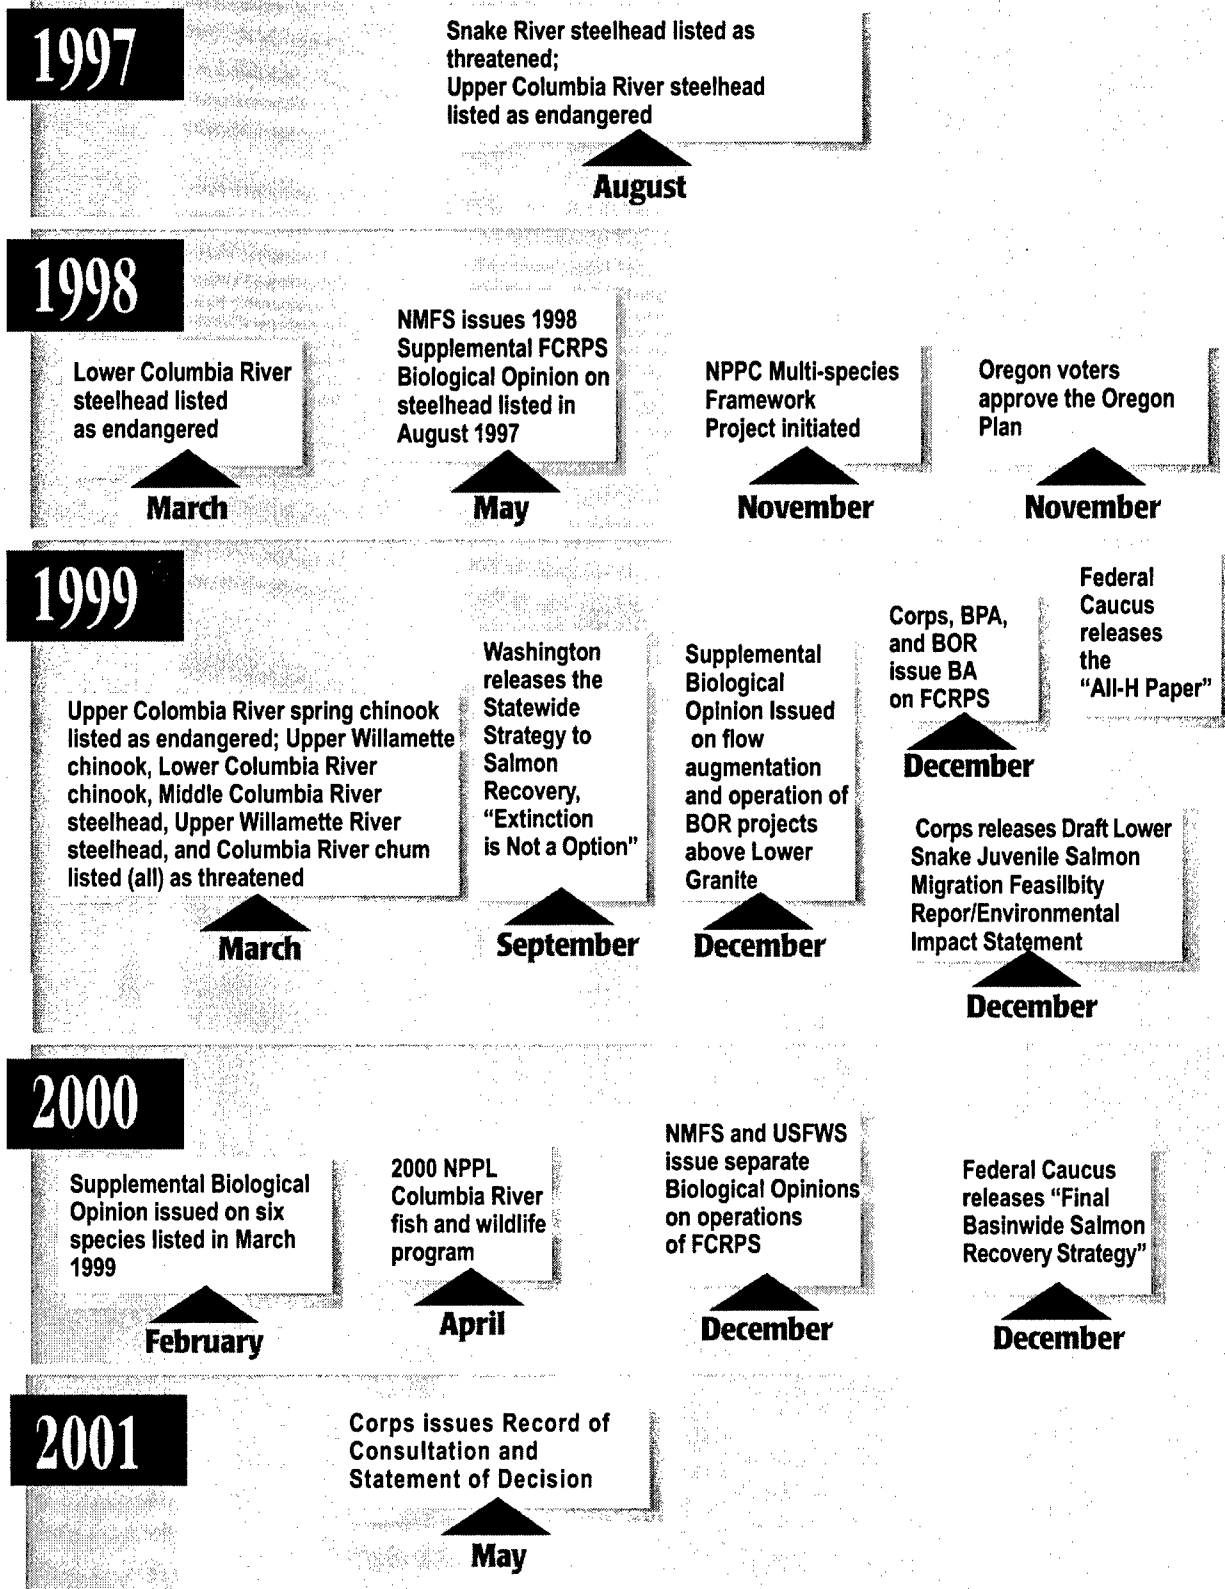 1997
Snake River steelhead listed as
threatened;
Upper Columbia River steelhead
listed as endangered
August
1998
Lower Columbia River
steelhead listed
as endangered
March
NMFS issues 1998
Supplemental FCRPS
Biological Opinion on
steelhead listed in
August 1997
May
NPPC Multi-species
Framework
Project initiated
November
Oregon voters
approve the Oregon
Plan
November
1999
Upper Colombia River spring chinook
listed as endangered; Upper Willamette
chinook, Lower Columbia River
chinook, Middle Columbia River
steelhead, Upper Willamette River
steelhead, and Columbia River chum
listed (all) as threatened
March
Washington
releases the
Statewide
Strategy to
Salmon
Recovery,
“Extinction
is Not a Option”
September
Supplemental
Biological
Opinion Issued
on flow
augmentation
and operation of
BOR projects
above Lower
Granite
December
Corps, BPA,
and BOR
issue BA
on FCRPS
December
Federal
Caucus
releases
the
“All-H Paper”
Corps releases Draft Lower
Snake Juvenile Salmon
Migration Feasilbity
Repor/Environmental
Impact Statement
December
2000
Supplemental Biological
Opinion issued on six
species listed in March
1999
February
2000 NPPL
Columbia River
fish and wildlife
program
April
NMFS and USFWS
issue separate
Biological Opinions
on operations
of FCRPS
December
Federal Caucus
releases “Final
Basinwide Salmon
Recovery Strategy”
December
2001
Corps issues Record of
Consultation and
Statement of Decision
May